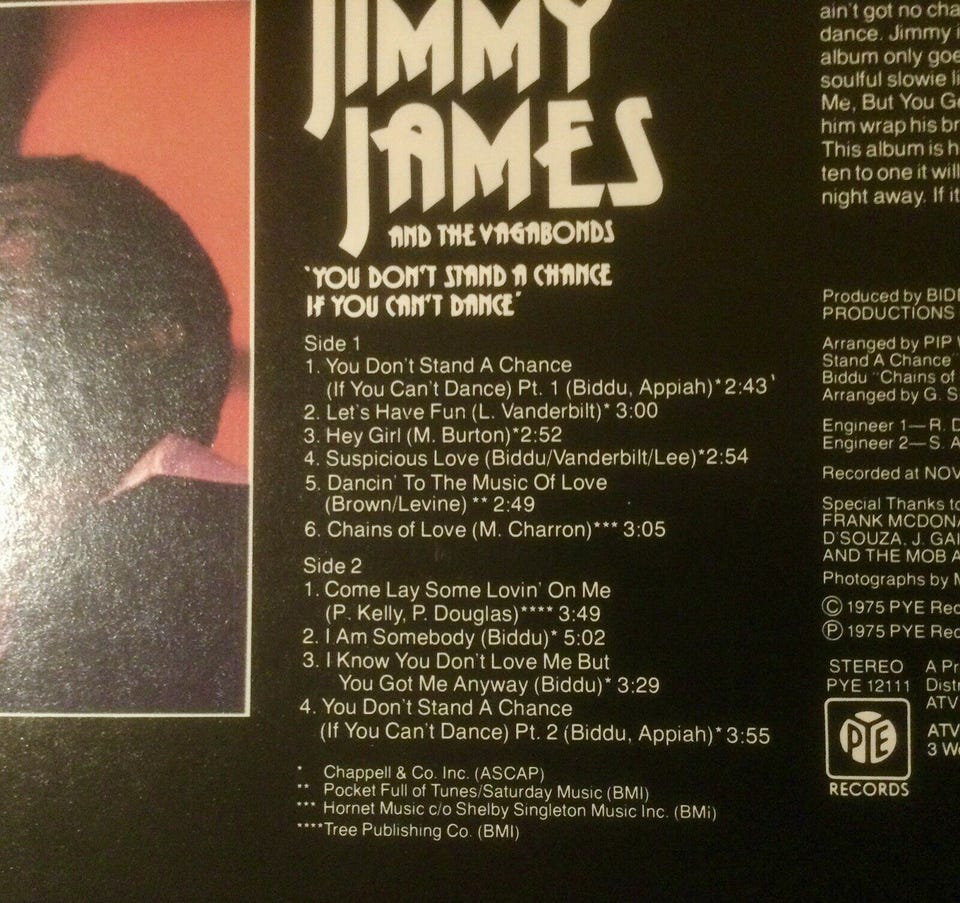 JIMMY
JAMES
AND THE VAGABONDS
'YOU DON'T STAND A CHANCE
IF YOU CAN'T DANCE'
Side 1
1. You Don't Stand A Chance
(If You Can't Dance) Pt. 1 (Biddu, Appiah)* 2:43
2. Let's Have Fun (L. Vanderbilt)* 3:00
3. Hey Girl (M. Burton)*2:52
4. Suspicious Love (Biddu/Vanderbilt/Lee)*2:54
5. Dancin' To The Music Of Love
(Brown/Levine) ** 2:49
6. Chains of Love (M. Charron)*** 3:05
Side 2
1. Come Lay Some Lovin' On Me
(P. Kelly, P. Douglas)**** 3:49
2. I Am Somebody (Biddu)* 5:02
3. I Know You Don't Love Me But
You Got Me Anyway (Biddu)* 3:29
4. You Don't Stand A Chance
(If You Can't Dance) Pt. 2 (Biddu, Appiah)* 3:55
* Chappell & Co. Inc. (ASCAP)
** Pocket Full of Tunes/Saturday Music (BMI)
*** Hornet Music c/o Shelby Singleton Music Inc. (BMi)
****Tree Publishing Co. (BMI)
ain't got no
dance. Jimmy
album only
soulful slowie
Me, But You
him wrap his
This album is
ten to one it will
night away. If it
Produced by
PRODUCTIONS
Arranged by PIP
Stand A Chance"
Biddu "Chains of
Arranged by G.
Engineer 1—R.
Engineer 2—S.
Recorded at
Special Thanks
FRANK
D'SOUZA, J.
AND THE MOB
Photographs by
© 1975 PYE
℗ 1975 PYE
STEREO
PYE 12111
A
ATV
ATV
3
PYE
RECORDS